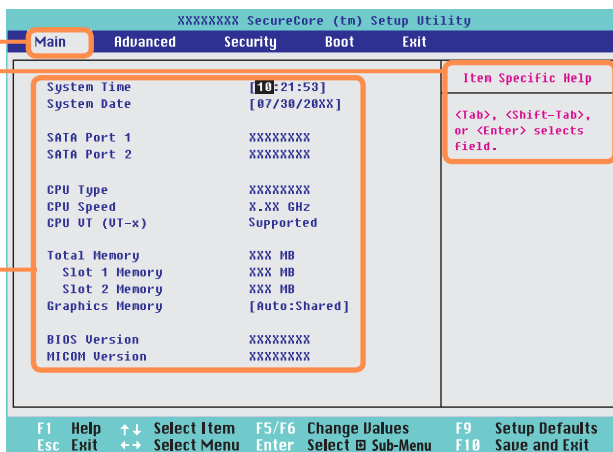 XXXXXXXX SecureCore (tm) Setup Utility
Main Advanced Security Boot Exit
System Time [10:21:53]
System Date [07/30/20XX]
SATA Port 1 XXXXXXXX
SATA Port 2 XXXXXXXX
CPU Type XXXXXXXX
CPU Speed X.XX GHz
CPU VT (VT-x) Supported
Total Memory XXX MB
Slot 1 Memory XXX MB
Slot 2 Memory XXX MB
Graphics Memory [Auto:Shared]
BIOS Version XXXXXXXX
MICOM Version XXXXXXXX
Item Specific Help
<Tab>, <Shift-Tab>,
or <Enter> selects
field.
F1 Help ↑↓ Select Item F5/F6 Change Values F9 Setup Defaults
Esc Exit ←→ Select Menu Enter Select ⊞ Sub-Menu F10 Save and Exit